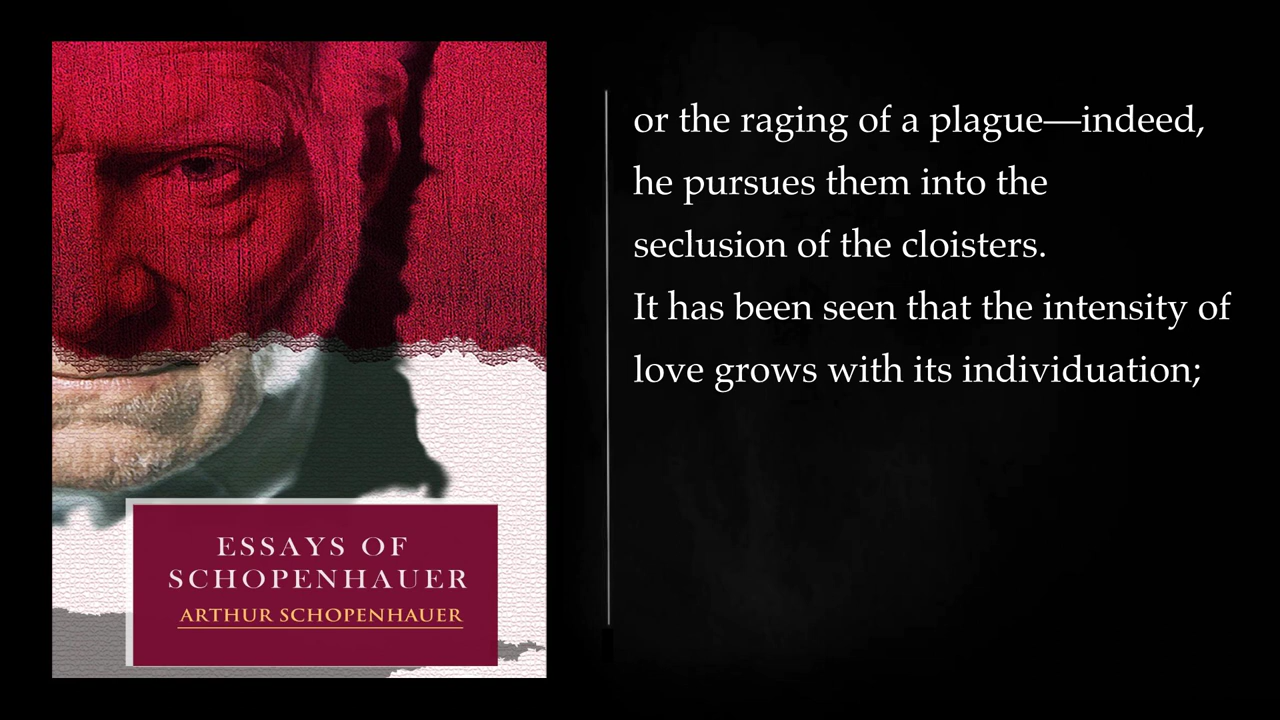 ESSAYS OF
SCHOPENHAUER
ARTHUR SCHOPENHAUER
or the raging of a plague—indeed,
he pursues them into the
seclusion of the cloisters.
It has been seen that the intensity of
love grows with its individuation;